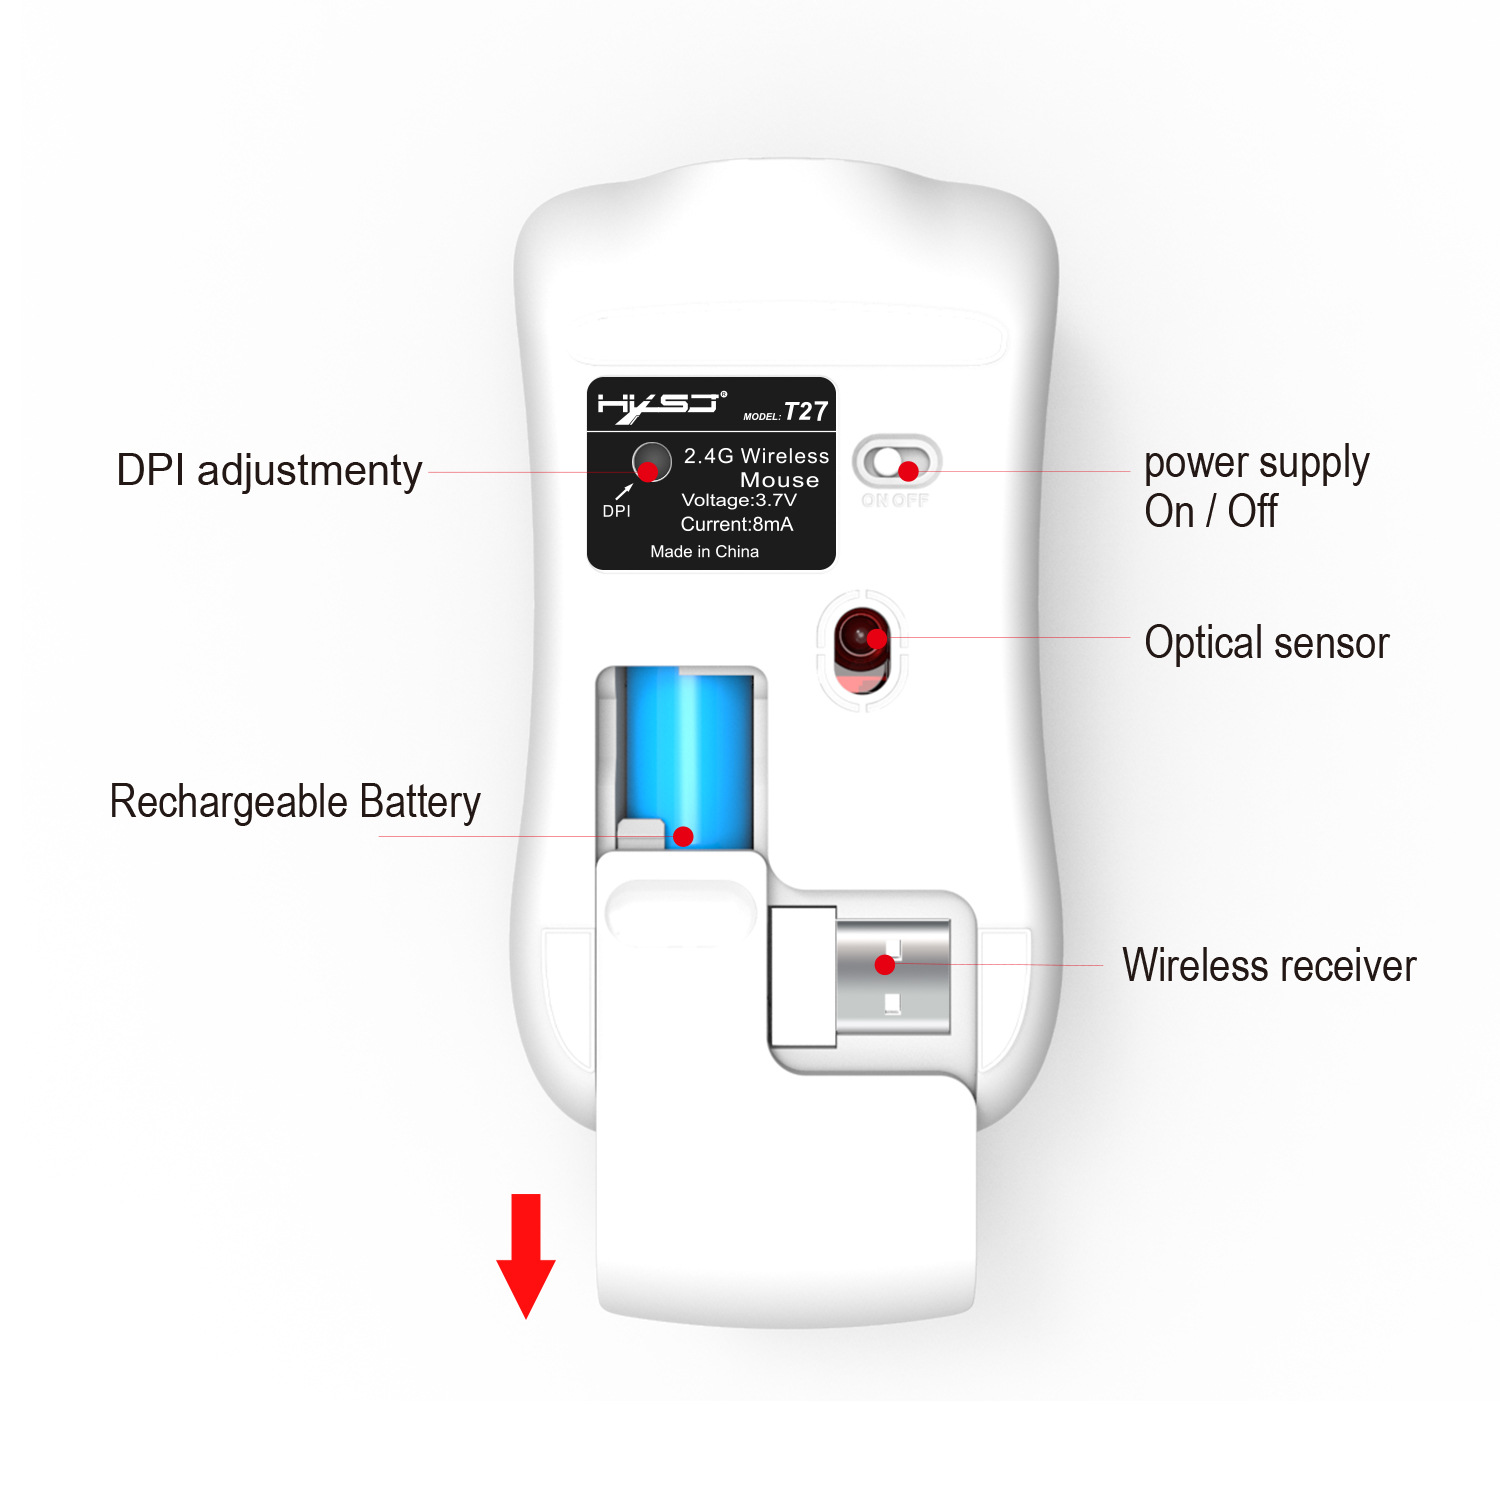 HXSJ®
MODEL: T27
DPI adjustmenty
2.4G Wireless
Mouse
DPI
Voltage:3.7V
Current:8mA
Made in China
ON OFF
power supply
On / Off
Optical sensor
Rechargeable Battery
Wireless receiver